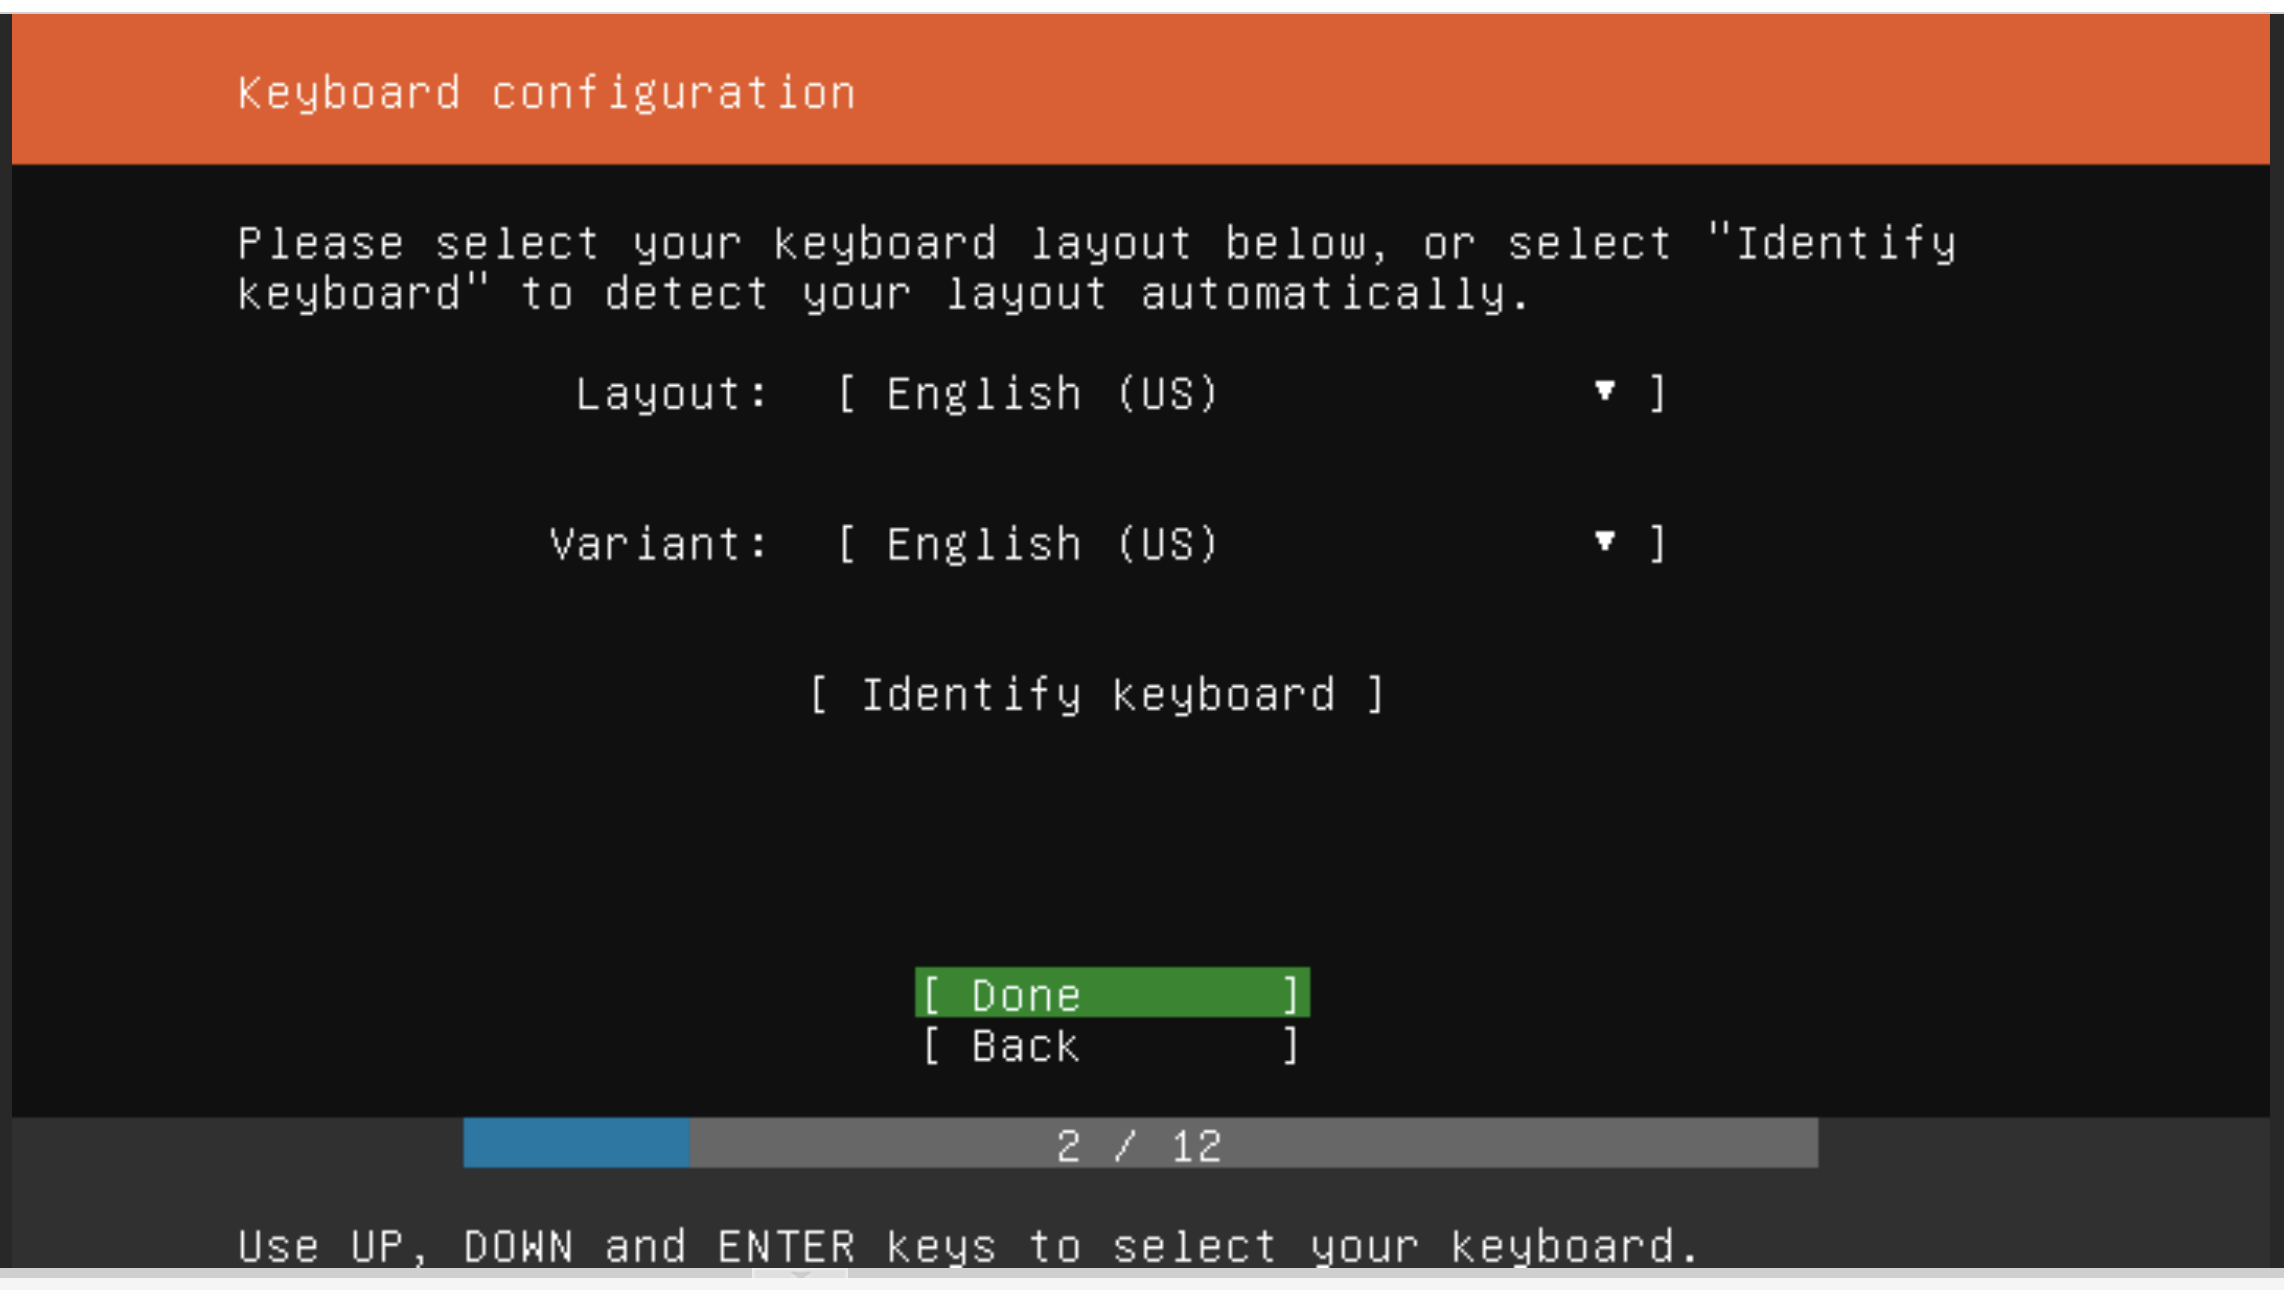 Keyboard configuration
Please select your keyboard layout below, or select "Identify
keyboard" to detect your layout automatically.
Layout: [ English (US) ▼ ]
Variant: [ English (US) ▼ ]
[ Identify keyboard ]
[ Done ]
[ Back ]
2 / 12
Use UP, DOWN and ENTER keys to select your keyboard.